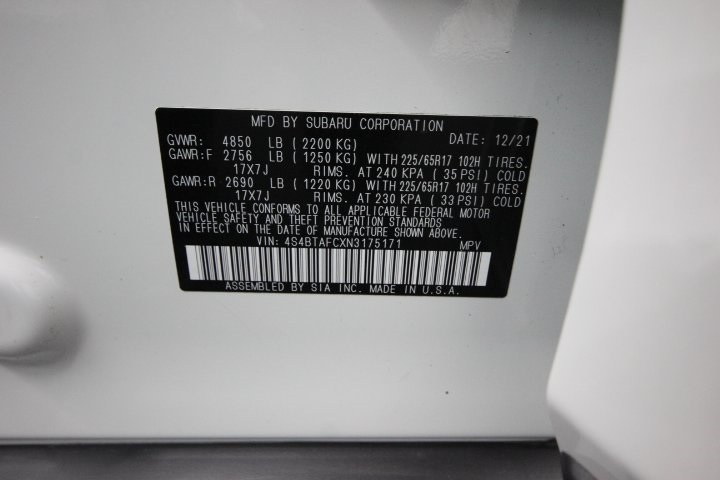 MFD BY SUBARU CORPORATION DATE: 12/21
GVWR: 4850 LB (2200 KG)
GAWR:F 2756 LB (1250 KG) WITH 225/65R17 102H TIRES.
17X7J RIMS. AT 240 KPA (35 PSI) COLD
GAWR:R 2690 LB (1220 KG) WITH 225/65R17 102H TIRES.
17X7J RIMS. AT 230 KPA (33 PSI) COLD
THIS VEHICLE CONFORMS TO ALL APPLICABLE FEDERAL MOTOR
VEHICLE SAFETY AND THEFT PREVENTION STANDARDS
IN EFFECT ON THE DATE OF MANUFACTURE SHOWN ABOVE.
VIN: 4S4BTAFCXN3175171 MPV
ASSEMBLED BY SIA INC. MADE IN U.S.A.